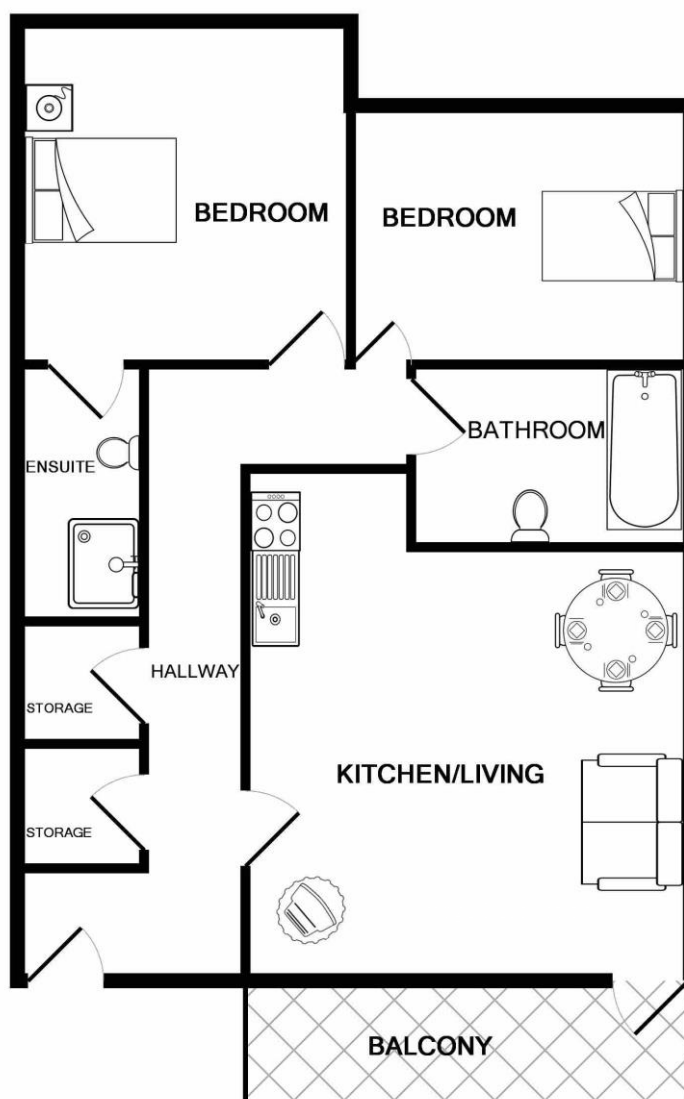 BEDROOM
BEDROOM
BATHROOM
ENSUITE
HALLWAY
STORAGE
KITCHEN/LIVING
STORAGE
BALCONY